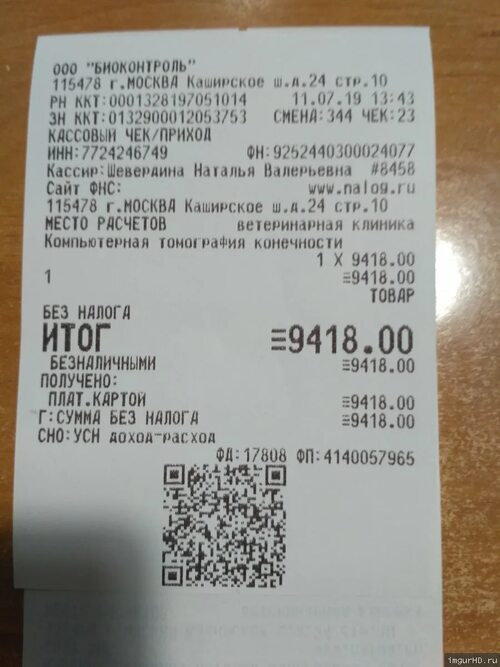 ООО "БИОКОНТРОЛЬ"
115478 г.МОСКВА Каширское ш.д.24 стр.10
РН ККТ:0001328197051014 11.07.19 13:43
ЗН ККТ:0132900012053753 СМЕНА:344 ЧЕК:23
КАССОВЫЙ ЧЕК/ПРИХОД
ИНН:7724246749 ФН:9252440300024077
Кассир:Шевердина Наталья Валерьевна #8458
Сайт ФНС: www.nalog.ru
115478 г.МОСКВА Каширское ш.д.24 стр.10
МЕСТО РАСЧЕТОВ ветеринарная клиника
Компьютерная томография конечности
1 X 9418.00
1 ≡9418.00
ТОВАР
БЕЗ НАЛОГА
ИТОГ ≡9418.00
БЕЗНАЛИЧНЫМИ ≡9418.00
ПОЛУЧЕНО:
ПЛАТ.КАРТОЙ ≡9418.00
Г:СУММА БЕЗ НАЛОГА ≡9418.00
СНО:УСН доход-расход
ФД:17808 ФП:4140057965
imgurHD.ru